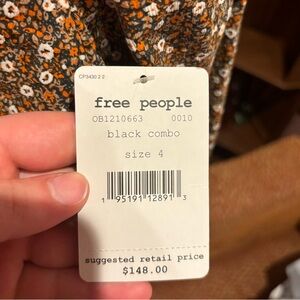 CP3430 2 2
free people
OB1210663 0010
black combo
size 4
1 95191 12891 3
suggested retail price
$148.00